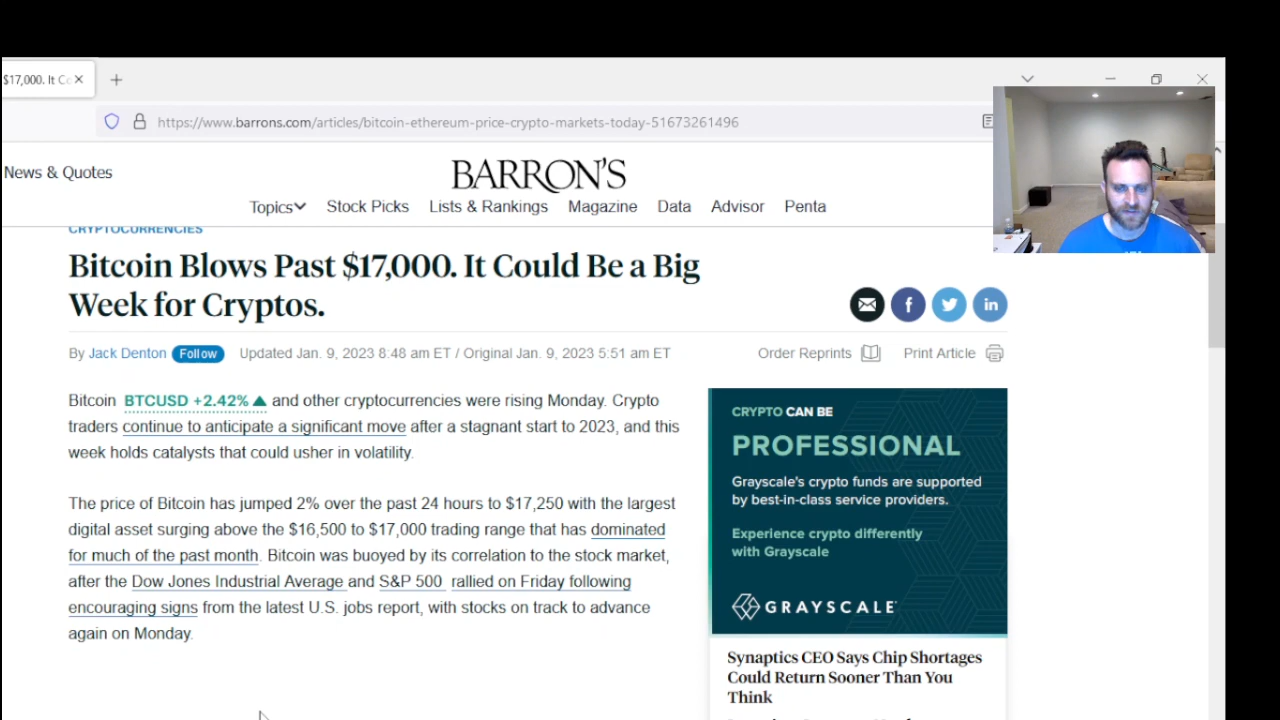 $17,000. It Co
https://www.barrons.com/articles/bitcoin-ethereum-price-crypto-markets-today-51673261496
News & Quotes
BARRON'S
Topics Stock Picks Lists & Rankings Magazine Data Advisor Penta
CRYPTOCURRENCIES
Bitcoin Blows Past $17,000. It Could Be a Big
Week for Cryptos.
By Jack Denton Follow Updated Jan. 9, 2023 8:48 am ET / Original Jan. 9, 2023 5:51 am ET
Order Reprints Print Article
Bitcoin BTCUSD +2.42% ▲ and other cryptocurrencies were rising Monday. Crypto
traders continue to anticipate a significant move after a stagnant start to 2023, and this
week holds catalysts that could usher in volatility.
The price of Bitcoin has jumped 2% over the past 24 hours to $17,250 with the largest
digital asset surging above the $16,500 to $17,000 trading range that has dominated
for much of the past month. Bitcoin was buoyed by its correlation to the stock market,
after the Dow Jones Industrial Average and S&P 500 rallied on Friday following
encouraging signs from the latest U.S. jobs report, with stocks on track to advance
again on Monday.
CRYPTO CAN BE
PROFESSIONAL
Grayscale's crypto funds are supported
by best-in-class service providers.
Experience crypto differently
with Grayscale
GRAYSCALE
Synaptics CEO Says Chip Shortages
Could Return Sooner Than You
Think